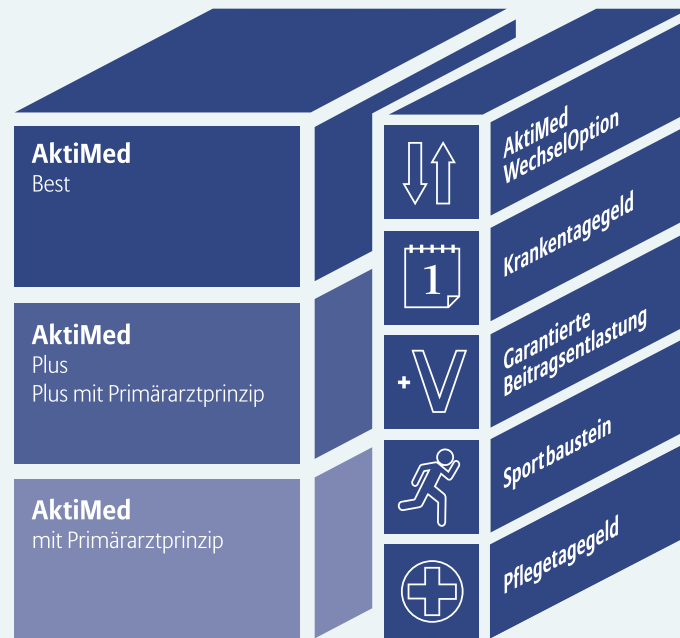 AktiMed
Best
AktiMed
Plus
Plus mit Primärarztprinzip
AktiMed
mit Primärarztprinzip
AktiMed
WechselOption
1
Krankentagegeld
+V
Garantierte
Beitragsentlastung
Sportbaustein
Pflegetagegeld